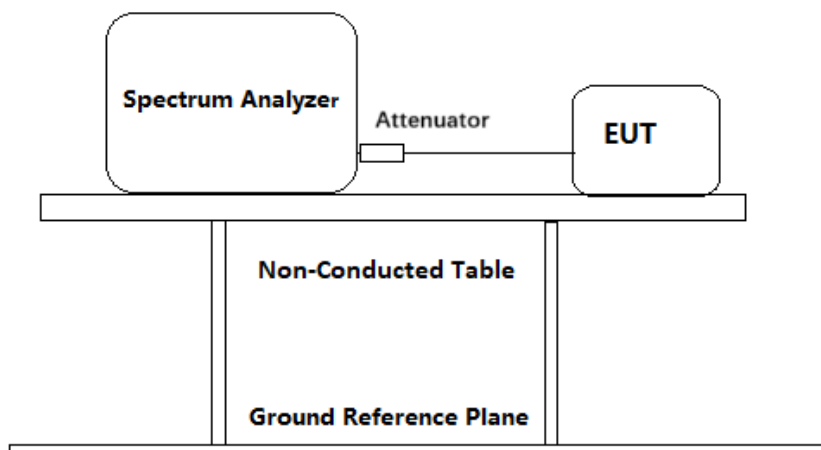 Spectrum Analyzer
Attenuator
EUT
Non-Conducted Table
Ground Reference Plane